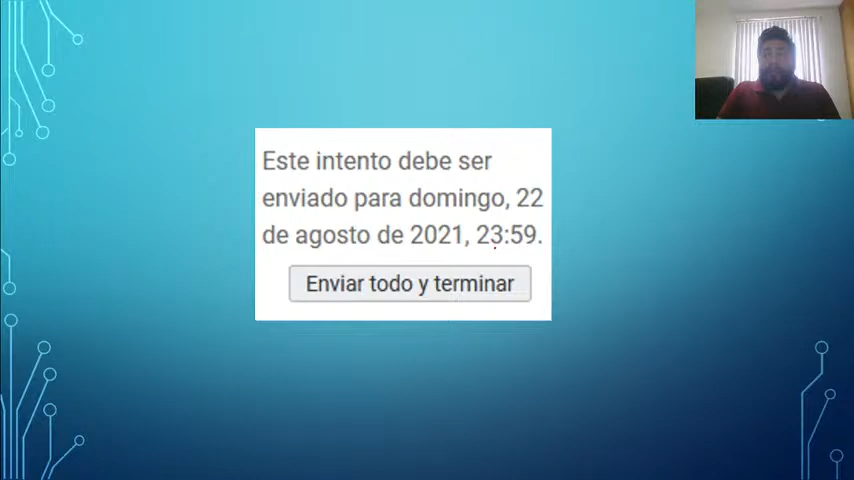 Este intento debe ser
enviado para domingo, 22
de agosto de 2021, 23:59.
Enviar todo y terminar